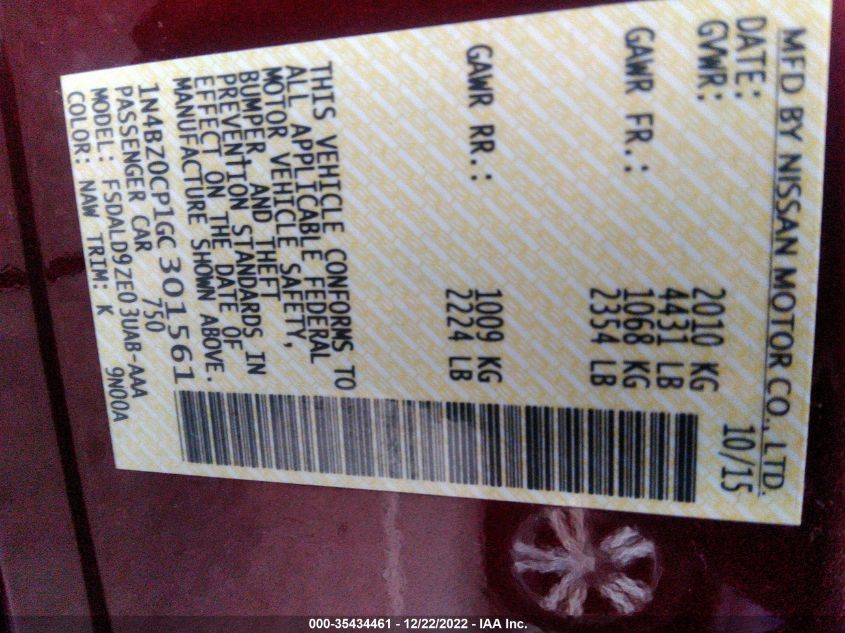 MFD BY NISSAN MOTOR CO., LTD.
DATE: 10/15
GVWR: 2010 KG
4431 LB
GAWR FR.: 1068 KG
2354 LB
GAWR RR.: 1009 KG
2224 LB
THIS VEHICLE CONFORMS TO
ALL APPLICABLE FEDERAL
MOTOR VEHICLE SAFETY,
BUMPER AND THEFT
PREVENTION STANDARDS IN
EFFECT ON THE DATE OF
MANUFACTURE SHOWN ABOVE.
1N4BZ0CP1GC301561
PASSENGER CAR 750
MODEL: FSDALD9ZE03UAB-AAA
COLOR: NAW TRIM: K 9N00A
000-35434461 - 12/22/2022 - IAA Inc.